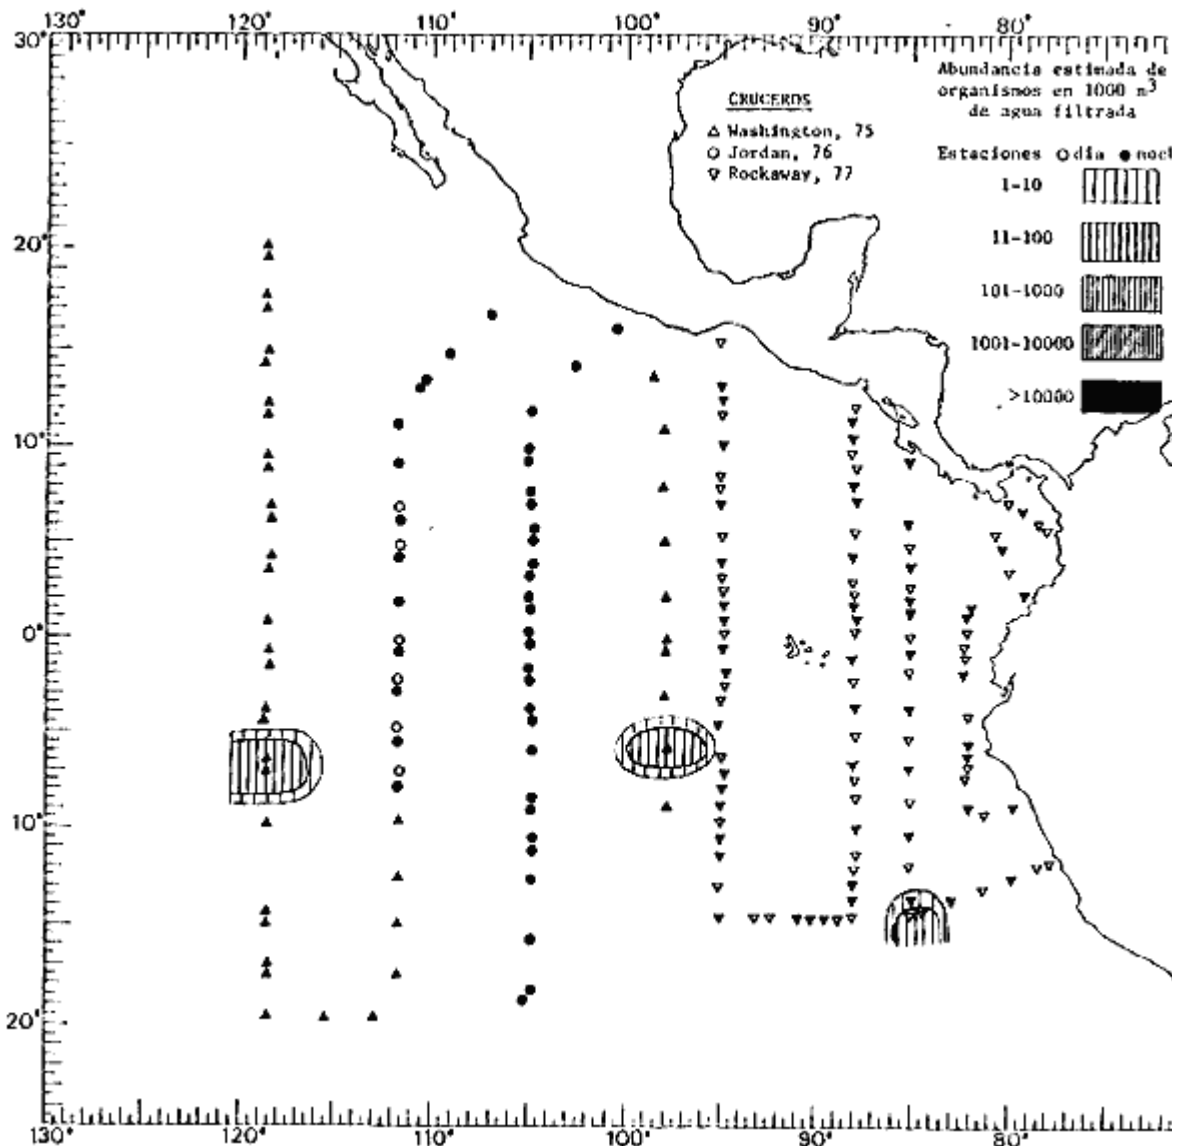 130° 120° 110° 100° 90° 80°
30°
20°
10°
0°
10°
20°
130° 120° 110° 100° 90° 80°
CRUCEROS
△ Washington, 75
○ Jordan, 76
▽ Rockaway, 77
Abundancia estimada de
organismos en 1000 m³
de agua filtrada
Estaciones ○ dia ● nocl
1-10
11-100
101-1000
1001-10000
>10000